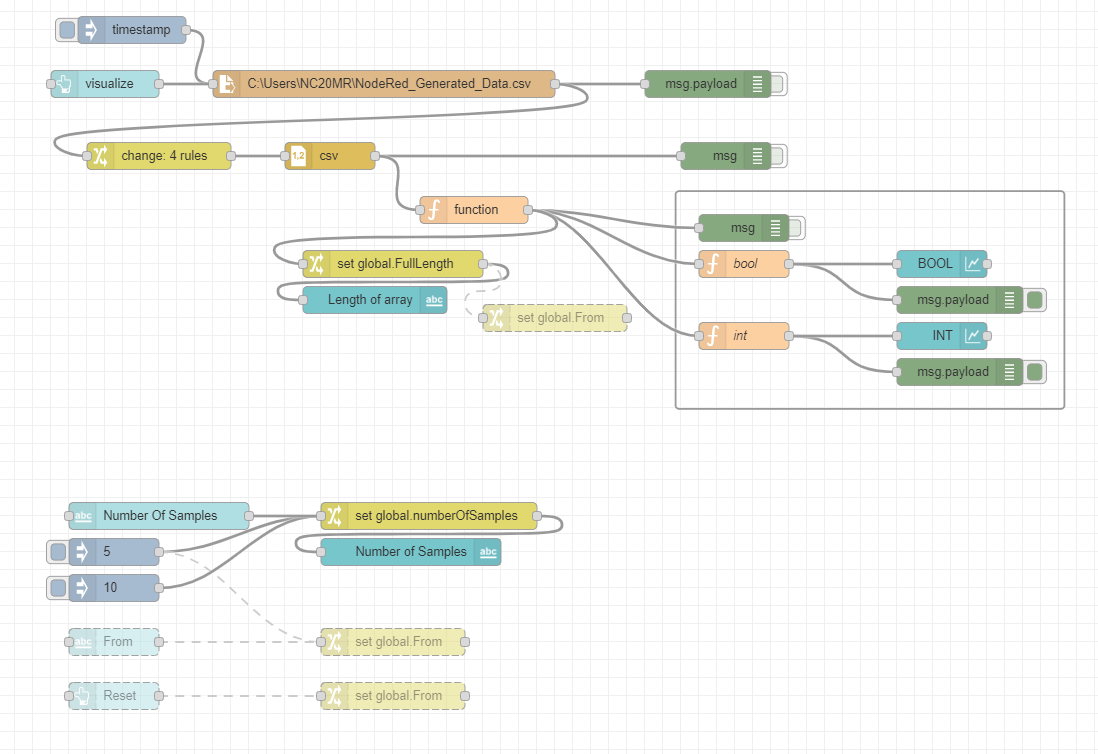 timestamp
visualize
C:\Users\NC20MR\NodeRed_Generated_Data.csv
msg.payload
change: 4 rules
1,2
csv
msg
function
msg
set global.FullLength
bool
BOOL
Length of array
abc
msg.payload
set global.From
int
INT
msg.payload
abc
Number Of Samples
set global.numberOfSamples
5
Number of Samples
abc
10
abc
From
set global.From
Reset
set global.From